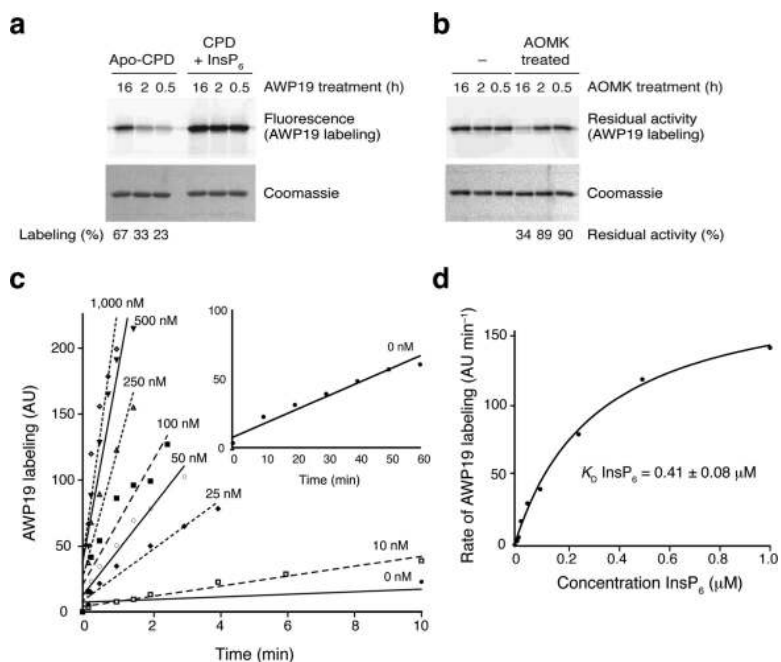 a
Apo-CPD
CPD
+ InsP6
16 2 0.5 16 2 0.5 AWP19 treatment (h)
Fluorescence
(AWP19 labeling)
Coomassie
Labeling (%) 67 33 23
b
–
AOMK
treated
16 2 0.5 16 2 0.5 AOMK treatment (h)
Residual activity
(AWP19 labeling)
Coomassie
34 89 90 Residual activity (%)
c
AWP19 labeling (AU)
200
150
100
50
0
1,000 nM
500 nM
250 nM
100 nM
50 nM
25 nM
10 nM
0 nM
0 2 4 6 8 10
Time (min)
100
50
0
0 nM
0 10 20 30 40 50 60
Time (min)
d
Rate of AWP19 labeling (AU min−1)
150
100
50
0
KD InsP6 = 0.41 ± 0.08 µM
0.0 0.2 0.4 0.6 0.8 1.0
Concentration InsP6 (µM)